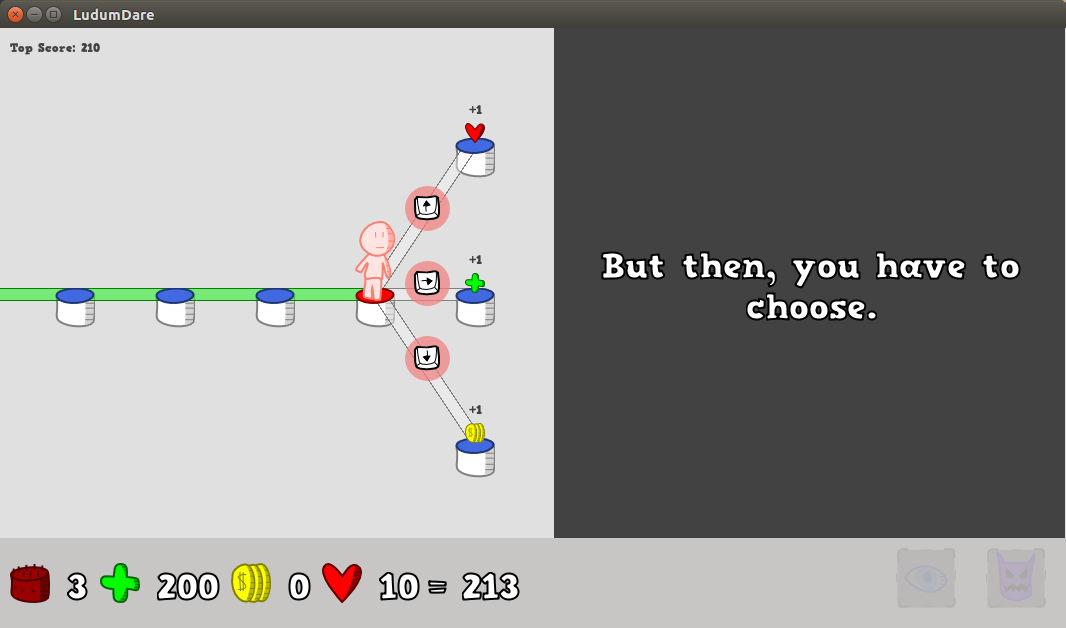 LudumDare
Top Score: 210
+1
+1
+1
But then, you have to
choose.
3 200 0 10 = 213